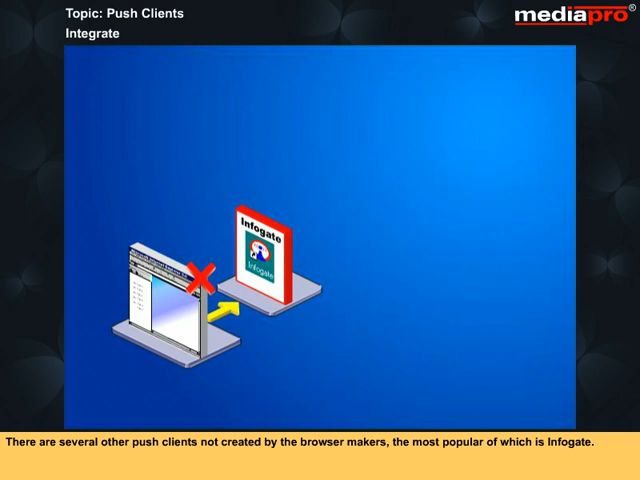 Topic: Push Clients
Integrate
mediapro®
Infogate
Infogate
There are several other push clients not created by the browser makers, the most popular of which is Infogate.